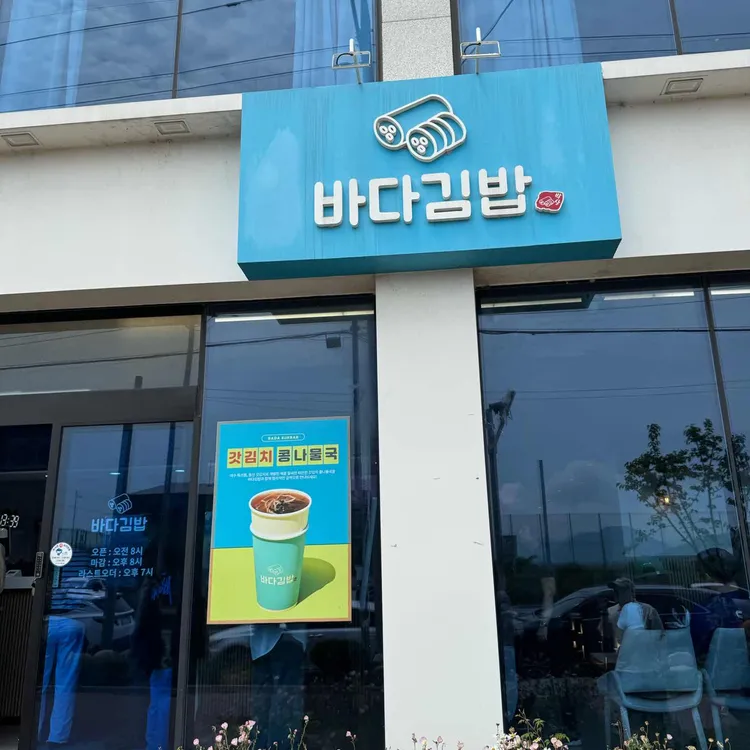 바다김밥
BADA GIMBAB
갓김치 콩나물국
바다김밥
바다김밥
오픈 : 오전 8시
마감 : 오후 8시
라스트오더 : 오후 7시